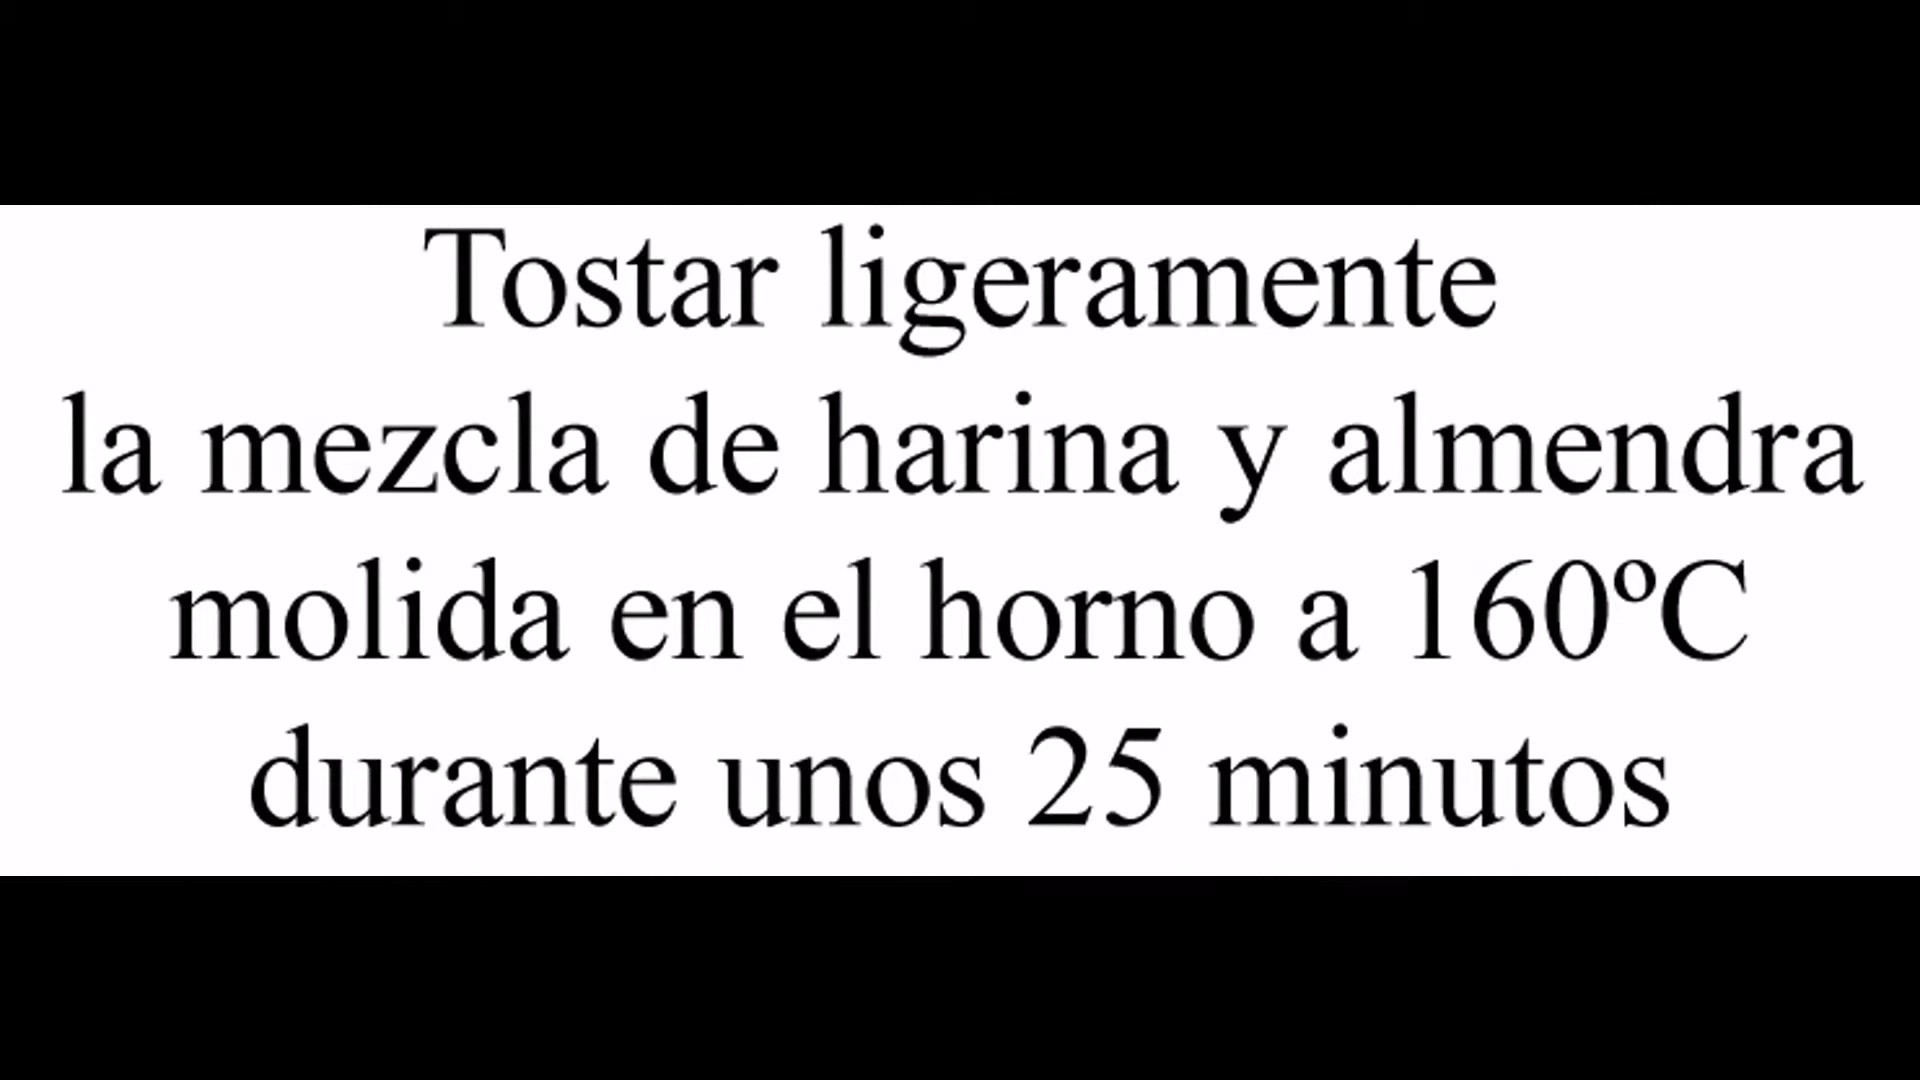 Tostar ligeramente
la mezcla de harina y almendra
molida en el horno a 160ºC
durante unos 25 minutos